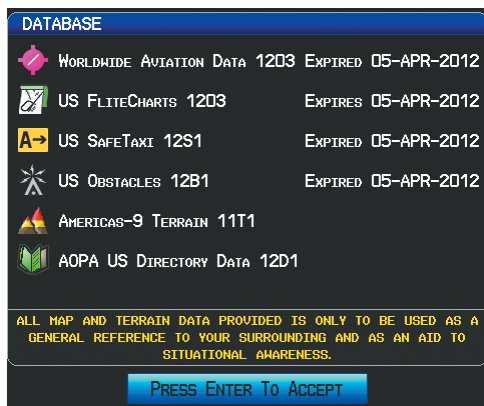 DATABASE
WORLDWIDE AVIATION DATA 1203 EXPIRED 05-APR-2012
US FLITECHARTS 1203 EXPIRES 05-APR-2012
A→ US SAFETAXI 12S1 EXPIRED 05-APR-2012
US OBSTACLES 12B1 EXPIRED 05-APR-2012
AMERICAS-9 TERRAIN 11T1
AOPA US DIRECTORY DATA 12D1
ALL MAP AND TERRAIN DATA PROVIDED IS ONLY TO BE USED AS A
GENERAL REFERENCE TO YOUR SURROUNDING AND AS AN AID TO
SITUATIONAL AWARENESS.
PRESS ENTER TO ACCEPT